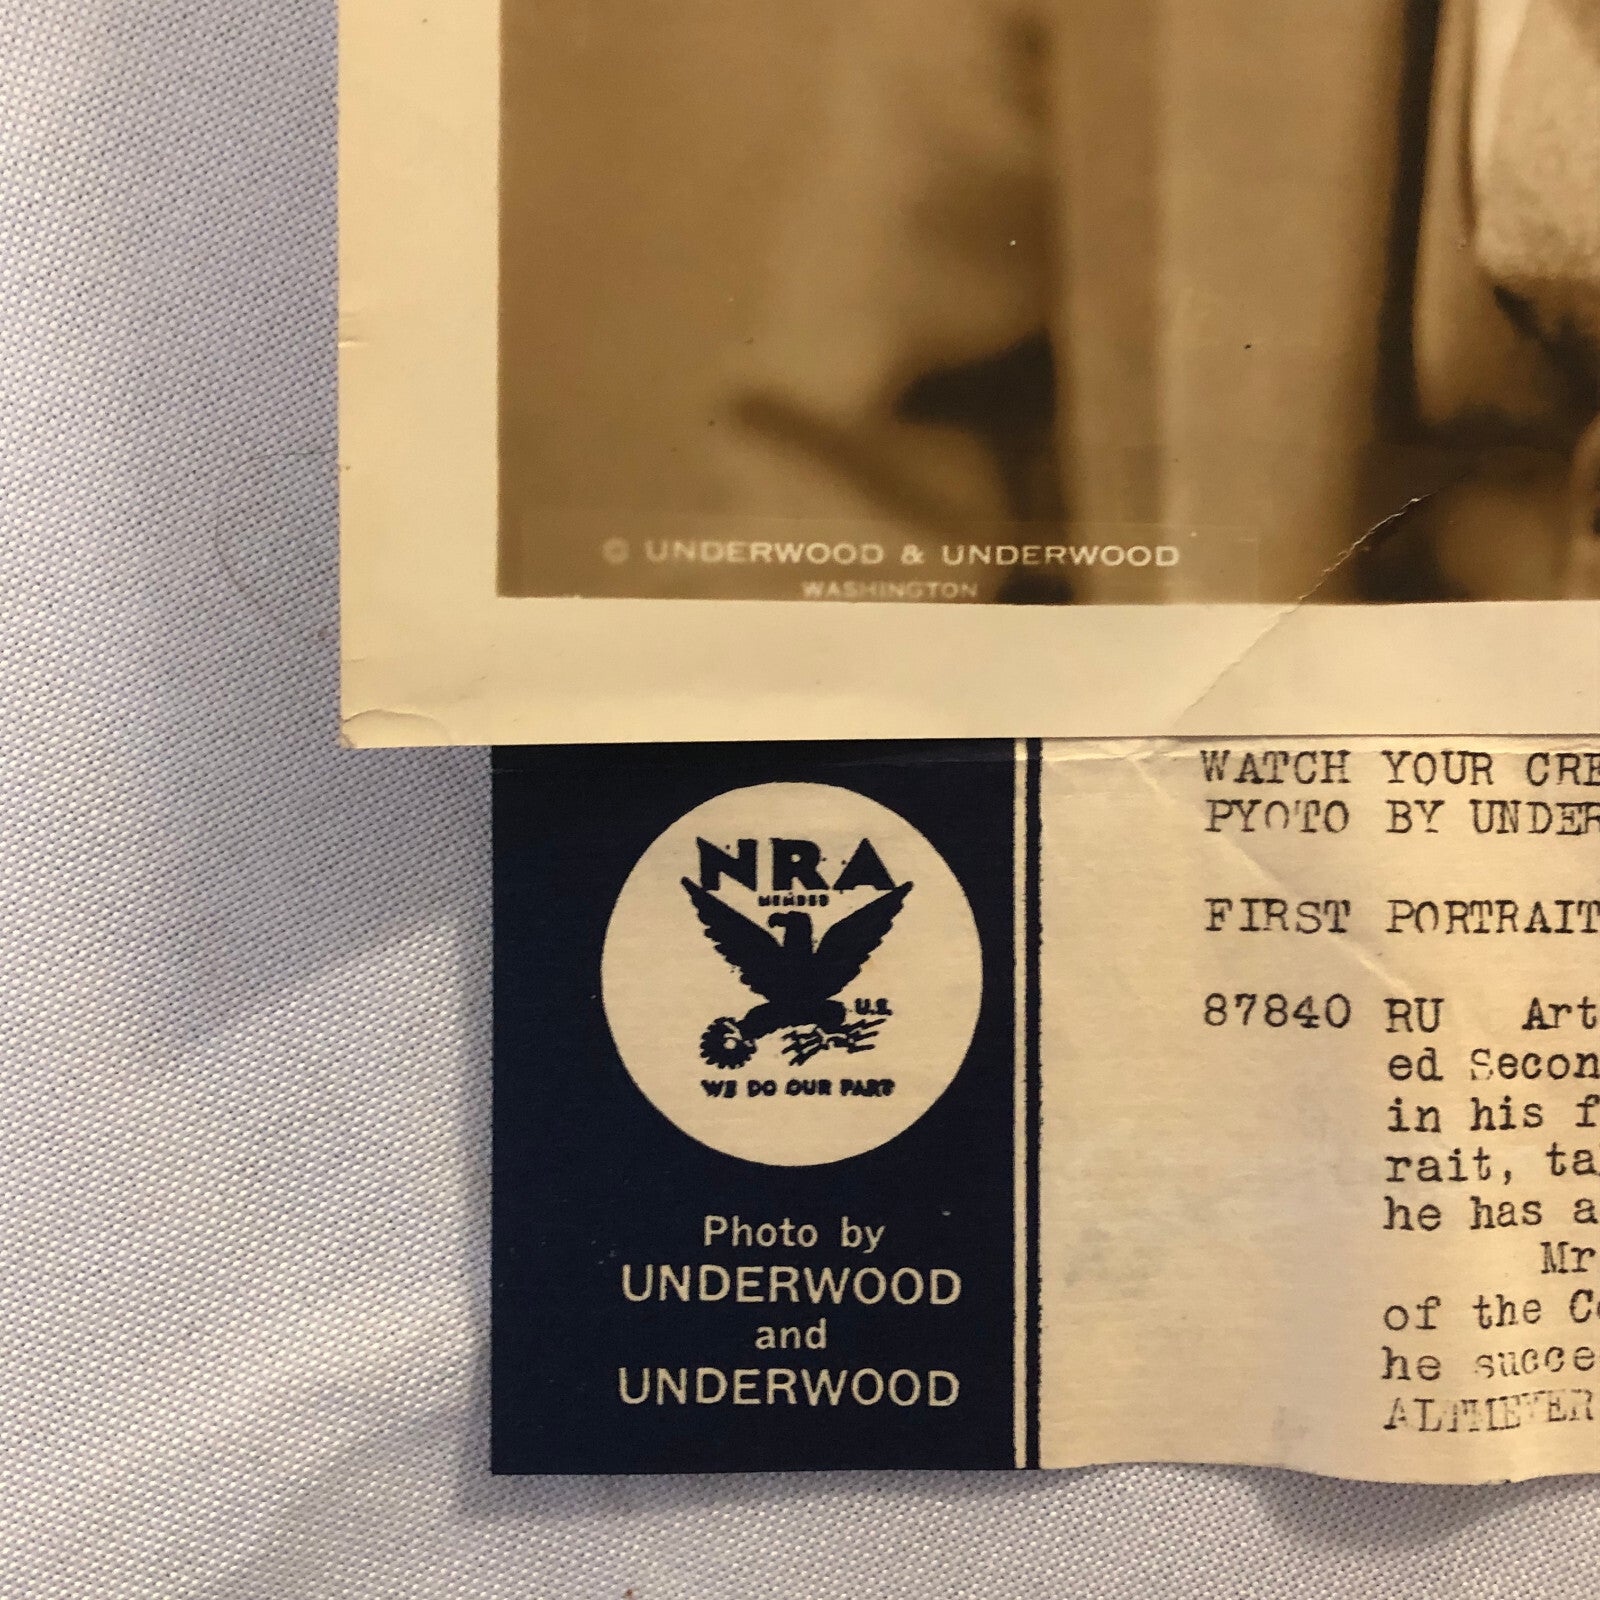 © UNDERWOOD & UNDERWOOD
WASHINGTON
NRA
MEMBER
U.S.
WE DO OUR PART
Photo by
UNDERWOOD
and
UNDERWOOD
WATCH YOUR CRE
PYOTO BY UNDER
FIRST PORTRAIT
87840 RU Art
ed Secon
in his f
rait, ta
he has a
Mr
of the Co
he succe
ALTMEYER